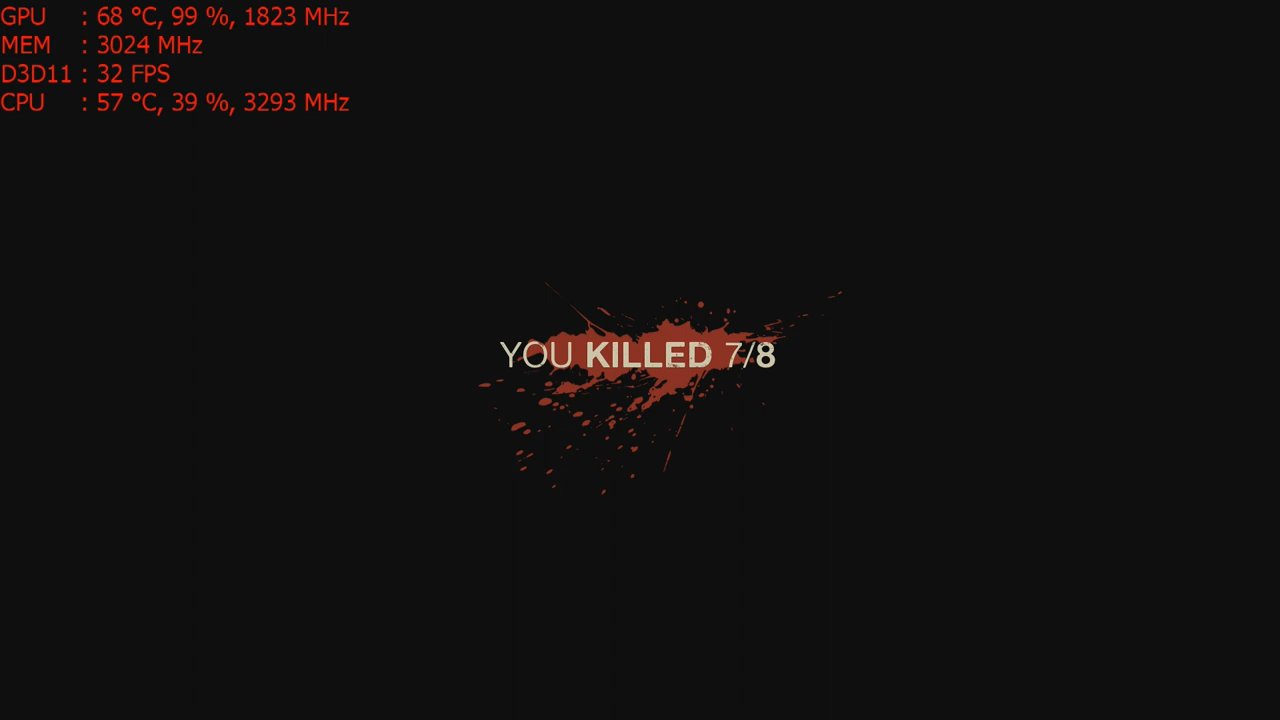 GPU : 68 °C, 99 %, 1823 MHz
MEM : 3024 MHz
D3D11 : 32 FPS
CPU : 57 °C, 39 %, 3293 MHz
YOU KILLED 7/8